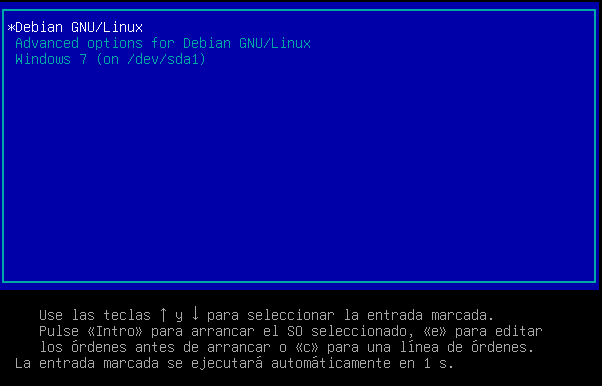 *Debian GNU/Linux
Advanced options for Debian GNU/Linux
Windows 7 (on /dev/sda1)
Use las teclas ↑ y ↓ para seleccionar la entrada marcada.
Pulse «Intro» para arrancar el SO seleccionado, «e» para editar
los órdenes antes de arrancar o «c» para una línea de órdenes.
La entrada marcada se ejecutará automáticamente en 1 s.